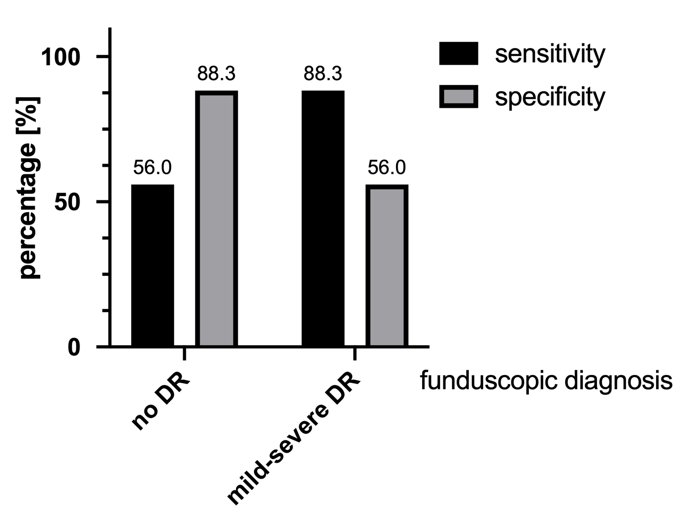 percentage [%]
100
50
0
56.0
88.3
88.3
56.0
no DR
mild-severe DR
funduscopic diagnosis
sensitivity
specificity